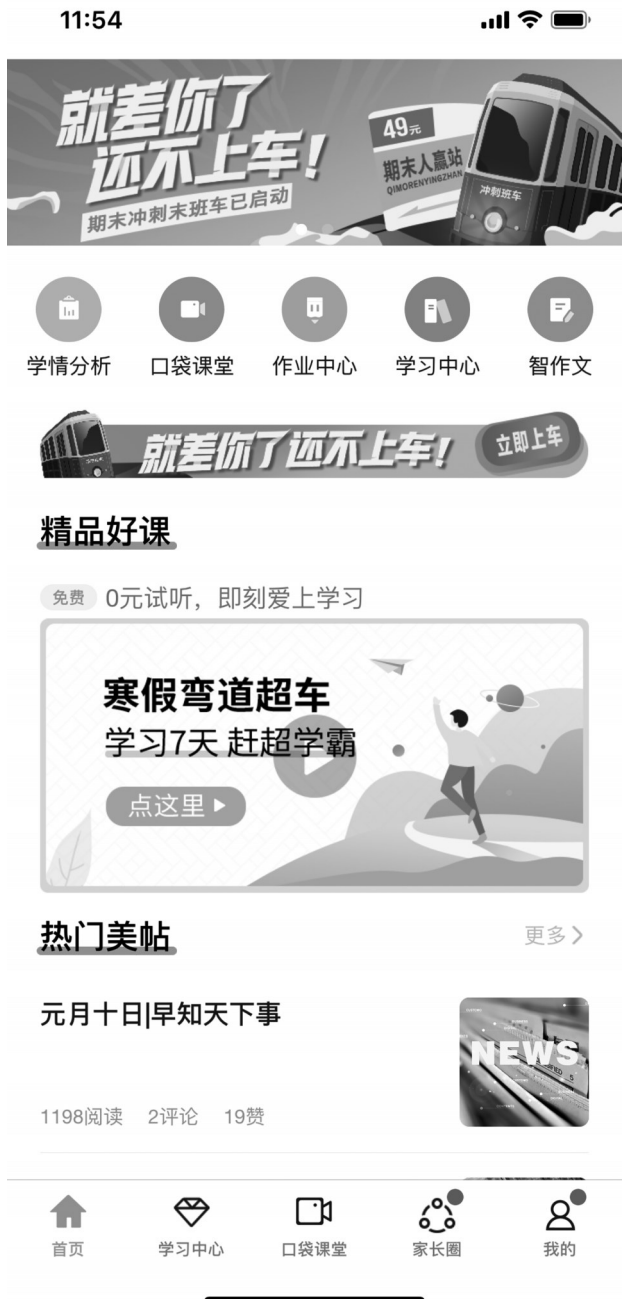 11:54
就差你了
还不上车!
期末冲刺末班车已启动
49元
期末人赢站
QIMORENYINGZHAN
冲刺班车
学情分析
口袋课堂
作业中心
学习中心
智作文
就差你了还不上车!
立即上车
精品好课
免费
0元试听，即刻爱上学习
寒假弯道超车
学习7天 赶超学霸
点这里
热门美帖
更多
元月十日|早知天下事
NEWS
1198阅读
2评论
19赞
首页
学习中心
口袋课堂
家长圈
我的